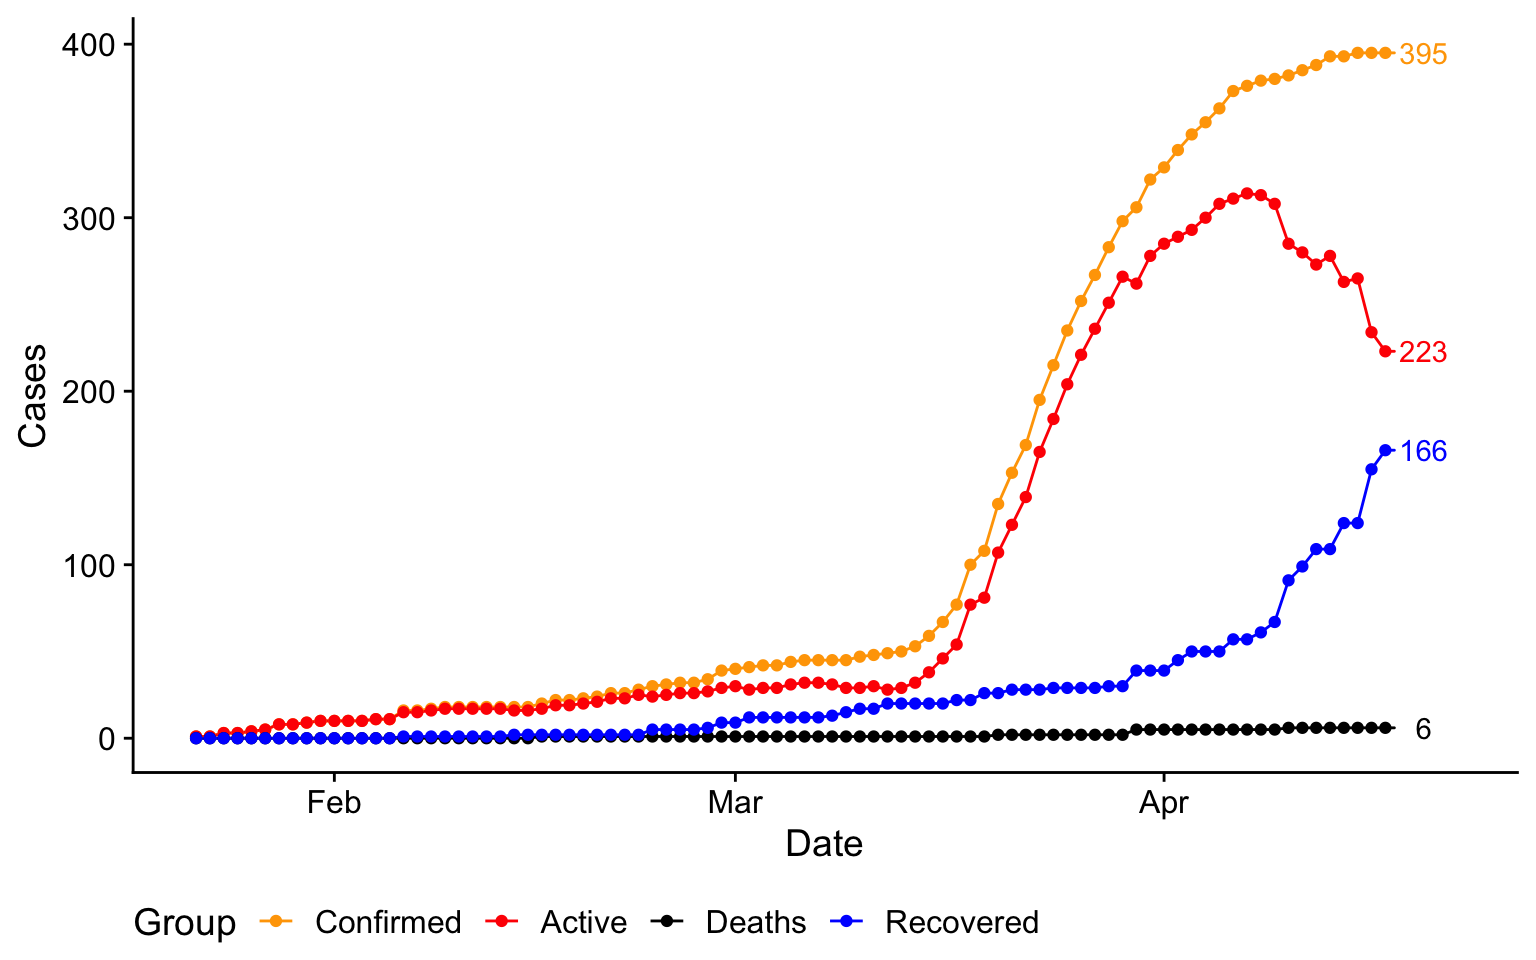 400
300
200
100
0
Cases
395
223
166
6
Feb Mar Apr
Date
Group Confirmed Active Deaths Recovered